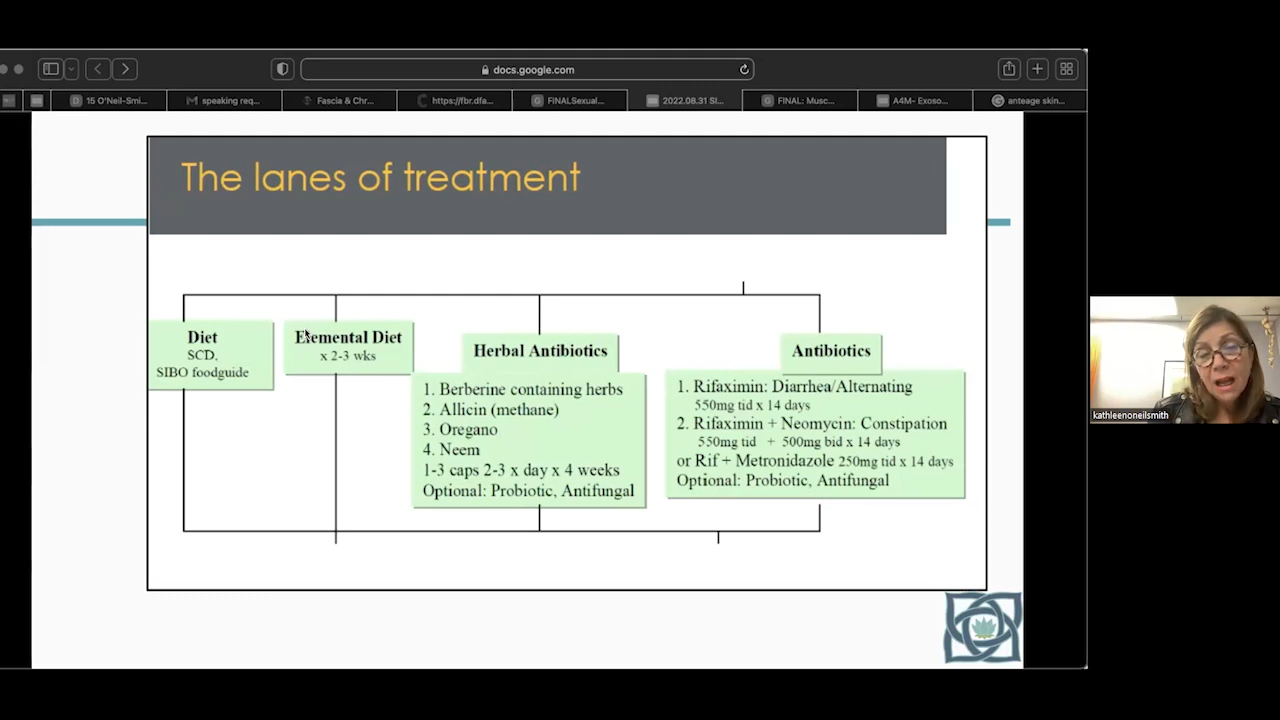 docs.google.com
15 O'Neil-Smi...
speaking req...
Fascia & Chr...
https://fbr.dfa...
FINALSexual...
2022.08.31 SI...
FINAL: Musc...
A4M- Exoso...
anteage skin...
The lanes of treatment
Diet
SCD,
SIBO foodguide
Elemental Diet
x 2-3 wks
Herbal Antibiotics
1. Berberine containing herbs
2. Allicin (methane)
3. Oregano
4. Neem
1-3 caps 2-3 x day x 4 weeks
Optional: Probiotic, Antifungal
Antibiotics
1. Rifaximin: Diarrhea/Alternating
550mg tid x 14 days
2. Rifaximin + Neomycin: Constipation
550mg tid + 500mg bid x 14 days
or Rif + Metronidazole 250mg tid x 14 days
Optional: Probiotic, Antifungal
kathleenoneilsmith